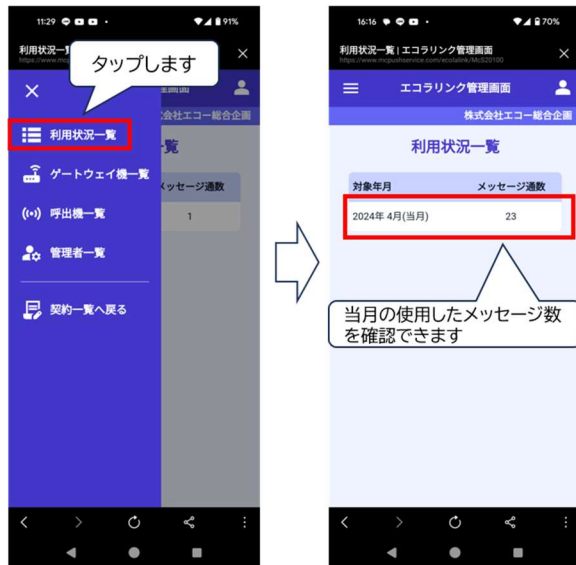 11:29
91%
利用状況一
https://www.mcp
タップします
理画面
式会社エコー総合企画
利用状況一覧
覧
ゲートウェイ機一覧
メッセージ通数
呼出機一覧
1
管理者一覧
契約一覧へ戻る
16:16
70%
利用状況一覧 | エコラリンク管理画面
https://www.mcpushservice.com/ecolalink/McS20100
エコラリンク管理画面
株式会社エコー総合企画
利用状況一覧
対象年月 メッセージ通数
2024年 4月(当月) 23
当月の使用したメッセージ数
を確認できます